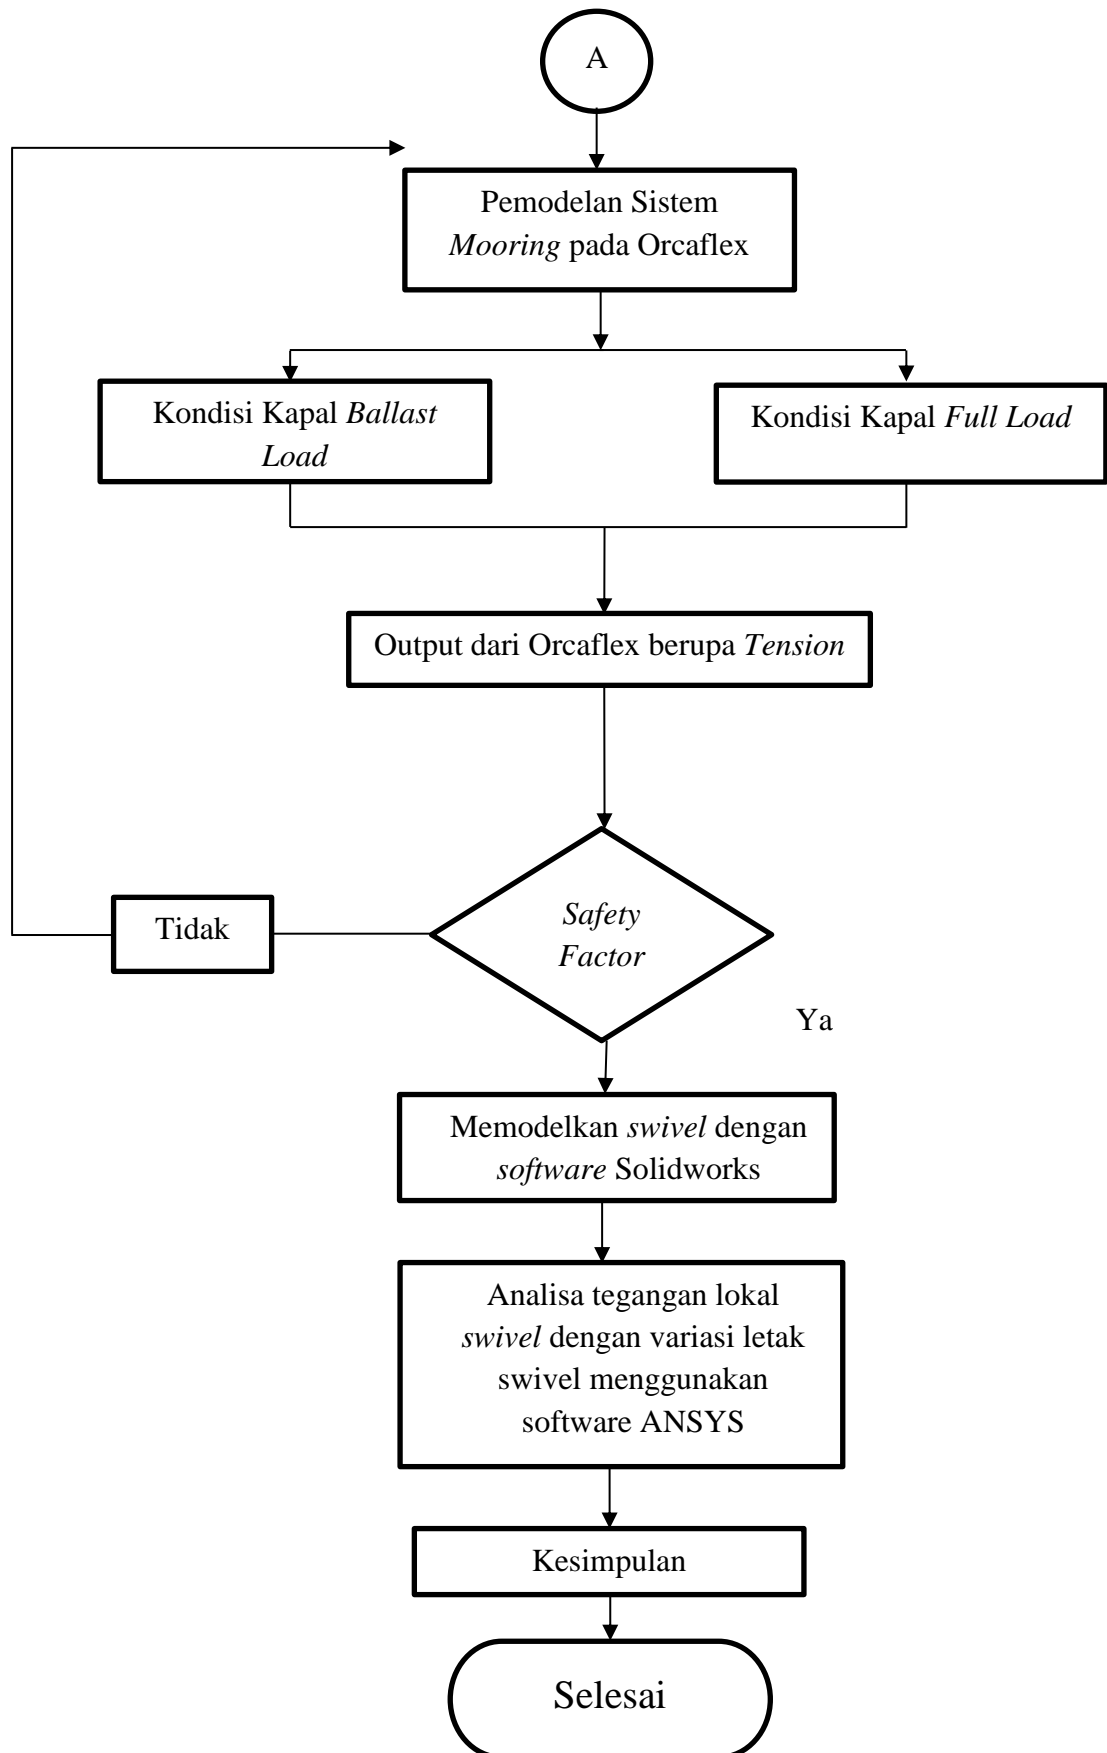 A
Pemodelan Sistem
Mooring pada Orcaflex
Kondisi Kapal Ballast
Load
Kondisi Kapal Full Load
Output dari Orcaflex berupa Tension
Safety
Factor
Tidak
Ya
Memodelkan swivel dengan
software Solidworks
Analisa tegangan lokal
swivel dengan variasi letak
swivel menggunakan
software ANSYS
Kesimpulan
Selesai